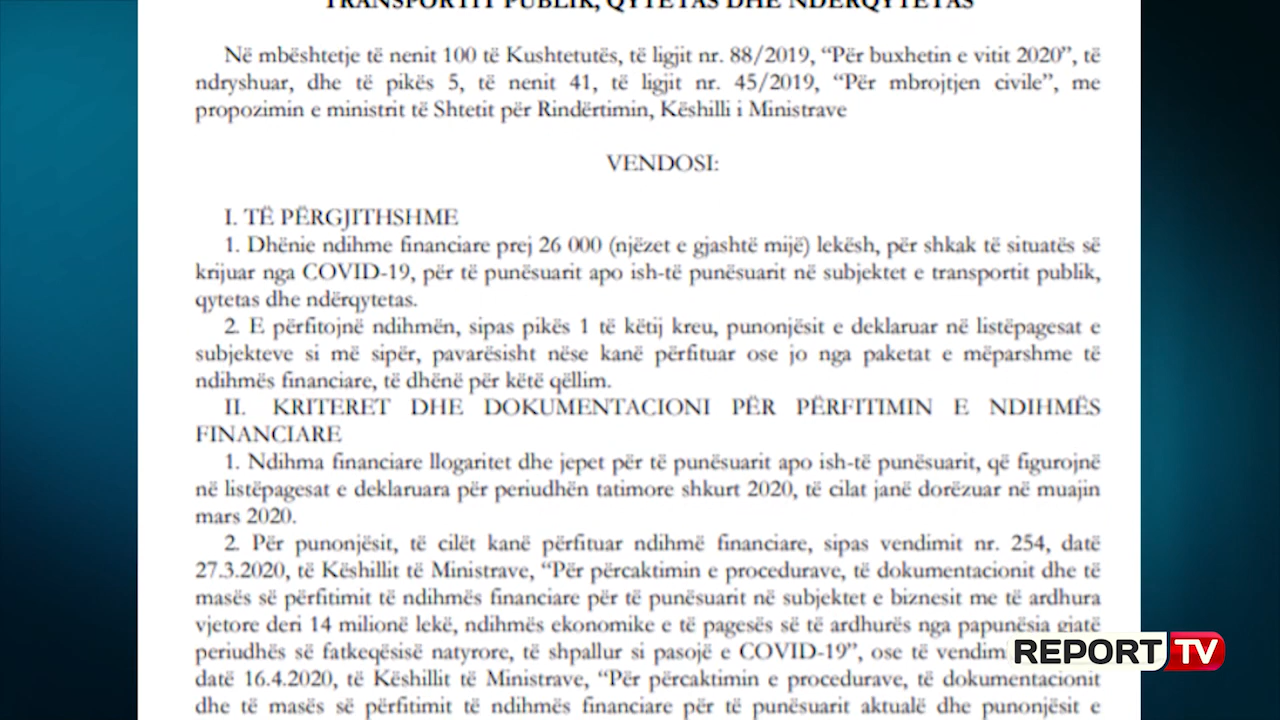 TRANSPORTIT PUBLIK, QYTETAS DHE NDËRQYTETAS
Në mbështetje të nenit 100 të Kushtetutës, të ligjit nr. 88/2019, “Për buxhetin e vitit 2020”, të
ndryshuar, dhe të pikës 5, të nenit 41, të ligjit nr. 45/2019, “Për mbrojtjen civile”, me
propozimin e ministrit të Shtetit për Rindërtimin, Këshilli i Ministrave
VENDOSI:
I. TË PËRGJITHSHME
1. Dhënie ndihme financiare prej 26 000 (njëzet e gjashtë mijë) lekësh, për shkak të situatës së
krijuar nga COVID-19, për të punësuarit apo ish-të punësuarit në subjektet e transportit publik,
qytetas dhe ndërqytetas.
2. E përfitojnë ndihmën, sipas pikës 1 të këtij kreu, punonjësit e deklaruar në listëpagesat e
subjekteve si më sipër, pavarësisht nëse kanë përfituar ose jo nga paketat e mëparshme të
ndihmës financiare, të dhënë për këtë qëllim.
II. KRITERET DHE DOKUMENTACIONI PËR PËRFITIMIN E NDIHMËS
FINANCIARE
1. Ndihma financiare llogaritet dhe jepet për të punësuarit apo ish-të punësuarit, që figurojnë
në listëpagesat e deklaruara për periudhën tatimore shkurt 2020, të cilat janë dorëzuar në muajin
mars 2020.
2. Për punonjësit, të cilët kanë përfituar ndihmë financiare, sipas vendimit nr. 254, datë
27.3.2020, të Këshillit të Ministrave, “Për përcaktimin e procedurave, të dokumentacionit dhe të
masës së përfitimit të ndihmës financiare për të punësuarit në subjektet e biznesit me të ardhura
vjetore deri 14 milionë lekë, ndihmës ekonomike e të pagesës së të ardhurës nga papunësia gjatë
periudhës së fatkeqësisë natyrore, të shpallur si pasojë e COVID-19”, ose të vendim
datë 16.4.2020, të Këshillit të Ministrave, “Për përcaktimin e procedurave, të dokumentacionit
dhe të masës së përfitimit të ndihmës financiare për të punësuarit aktualë dhe punonjësit e
REPORT TV